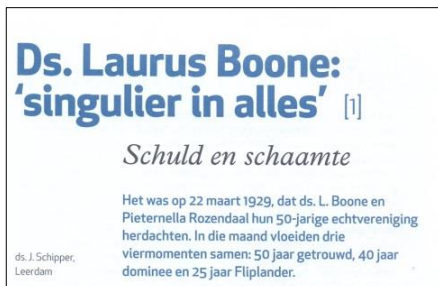 Ds. Laurus Boone:
‘singulier in alles’ [1]
Schuld en schaamte
Het was op 22 maart 1929, dat ds. L. Boone en
Pieternella Rozendaal hun 50-jarige echtvereniging
herdachten. In die maand vloeiden drie
viermomenten samen: 50 jaar getrouwd, 40 jaar
dominee en 25 jaar Fliplander.
ds. J. Schipper,
Leerdam